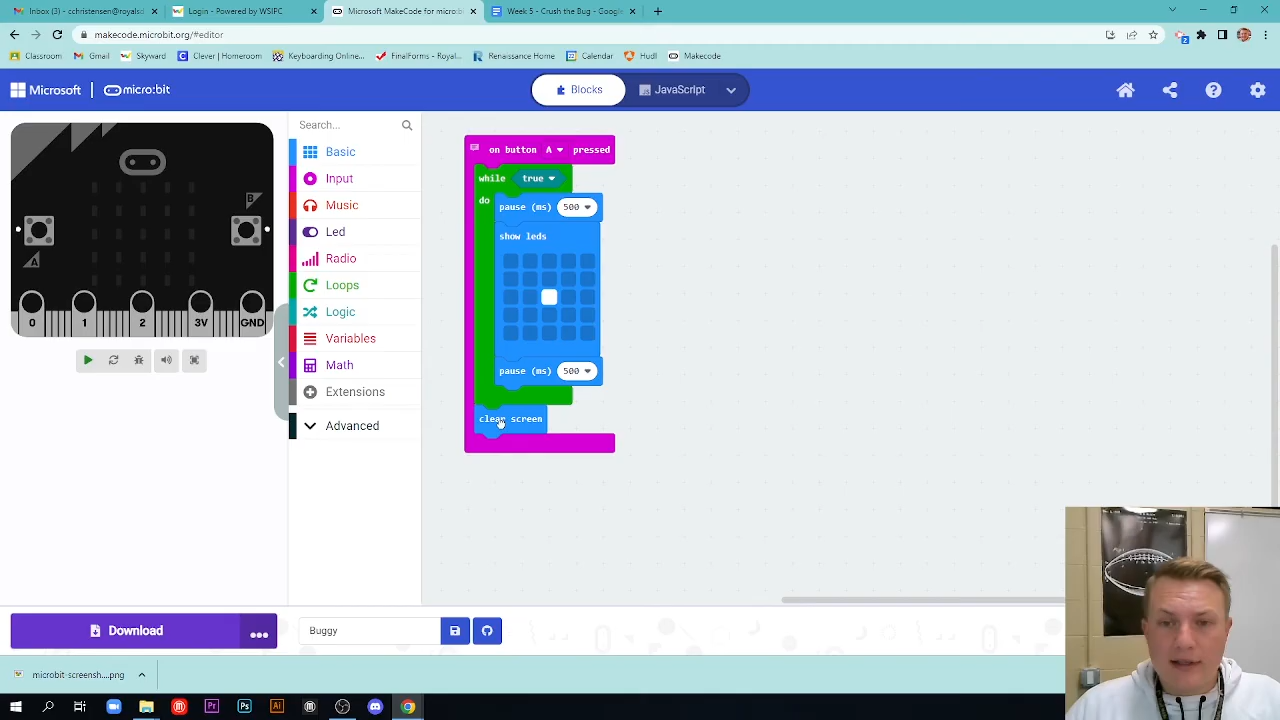 Inbox (3) - cchristensen@royalsd
Login - Powered by WSIPC
Microsoft MakeCode for micro:bit
Week 5 - Crush the Bug - Google
makecode.microbit.org/#editor
Classroom
Gmail
Skyward
Clever | Homeroom
Keyboarding Onlin...
FinalForms - Royal...
Renaissance Home
Calendar
Hudl
Makecode
Microsoft
micro:bit
Blocks
JavaScript
Search...
Basic
Input
Music
Led
Radio
Loops
Logic
Variables
Math
Extensions
Advanced
A
B
0
1
2
3V
GND
on button A pressed
while true
do
pause (ms) 500
show leds
pause (ms) 500
clear screen
Download
...
Buggy
microbit screensh....png